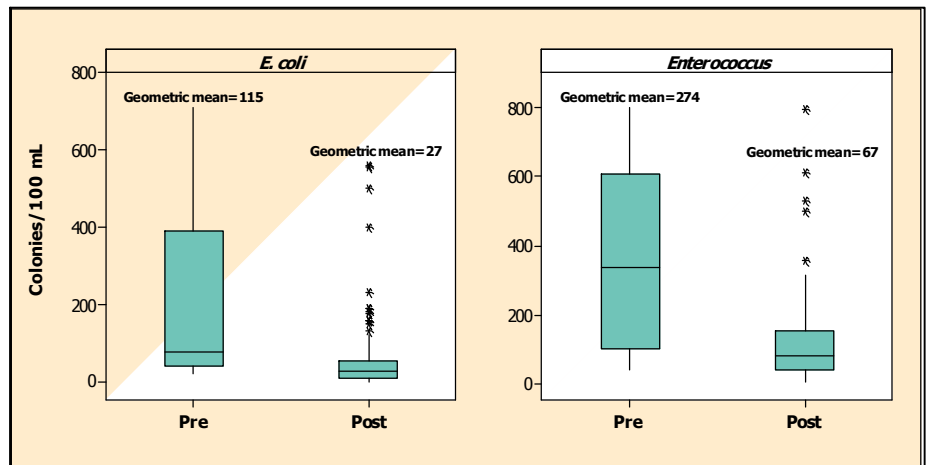 E. coli
800
Geometric mean=115
600
Geometric mean=27
400
200
0
Colonies/100 mL
Pre
Post
Enterococcus
800
Geometric mean=274
Geometric mean=67
600
400
200
0
Pre
Post